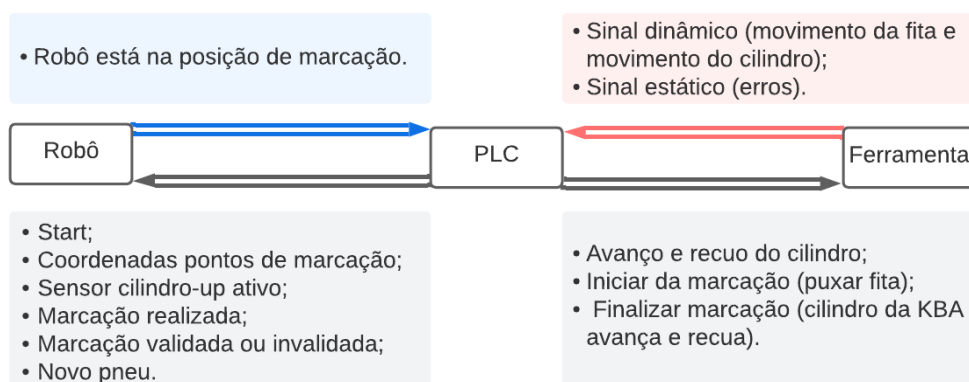 • Robô está na posição de marcação.
• Sinal dinâmico (movimento da fita e
movimento do cilindro);
• Sinal estático (erros).
Robô
PLC
Ferramenta
• Start;
• Coordenadas pontos de marcação;
• Sensor cilindro-up ativo;
• Marcação realizada;
• Marcação validada ou invalidada;
• Novo pneu.
• Avanço e recuo do cilindro;
• Iniciar da marcação (puxar fita);
• Finalizar marcação (cilindro da KBA
avança e recua).